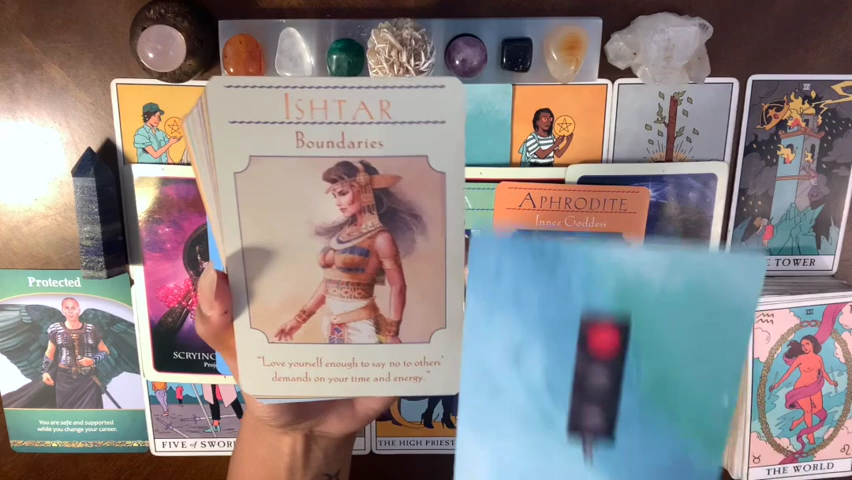 ISHTAR
Boundaries
"Love yourself enough to say no to others'
demands on your time and energy."
APHRODITE
Inner Goddess
TOWER
Protected
You are safe and supported
while you change your career.
SCRYING
FIVE of SWOR
THE HIGH PRIEST
THE WORLD